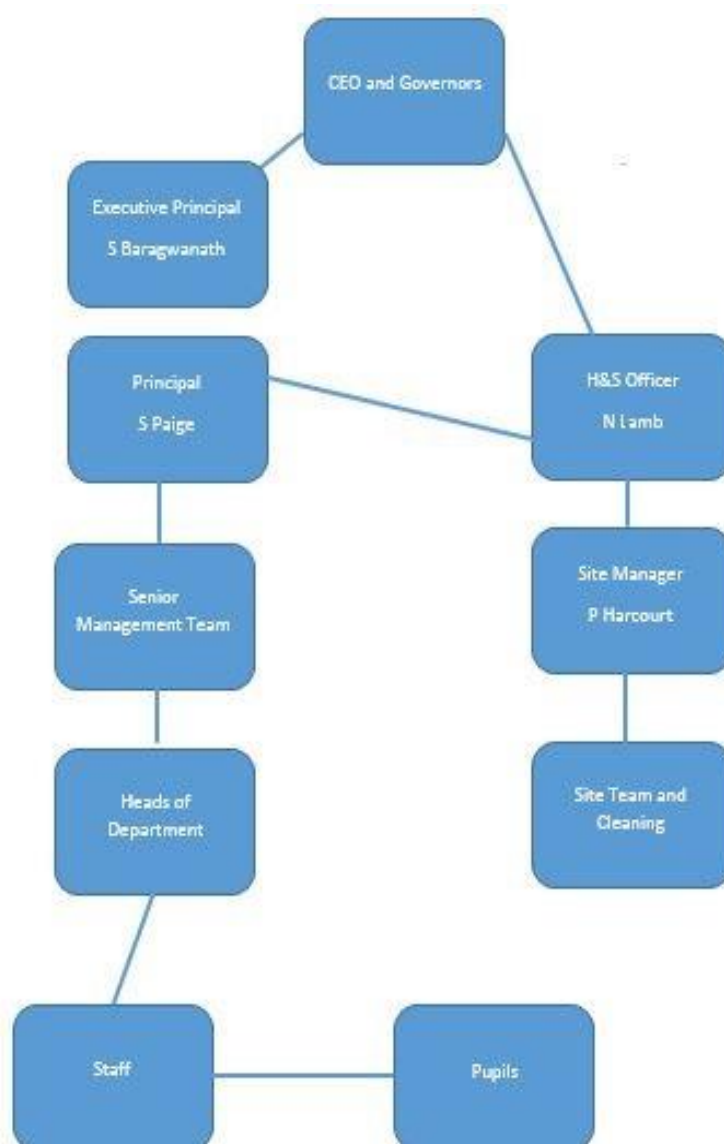 CEO and Governors
Executive Principal
S Baragwanath
Principal
S Paige
H&S Officer
N Lamb
Senior
Management Team
Site Manager
P Harcourt
Heads of
Department
Site Team and
Cleaning
Staff
Pupils